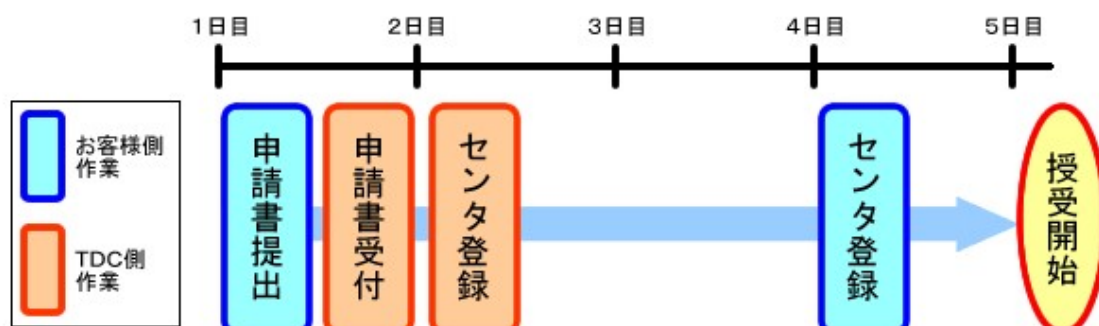 1日目
2日目
3日目
4日目
5日目
お客様側
作業
TDC側
作業
申請書提出
申請書受付
センタ登録
センタ登録
授受開始